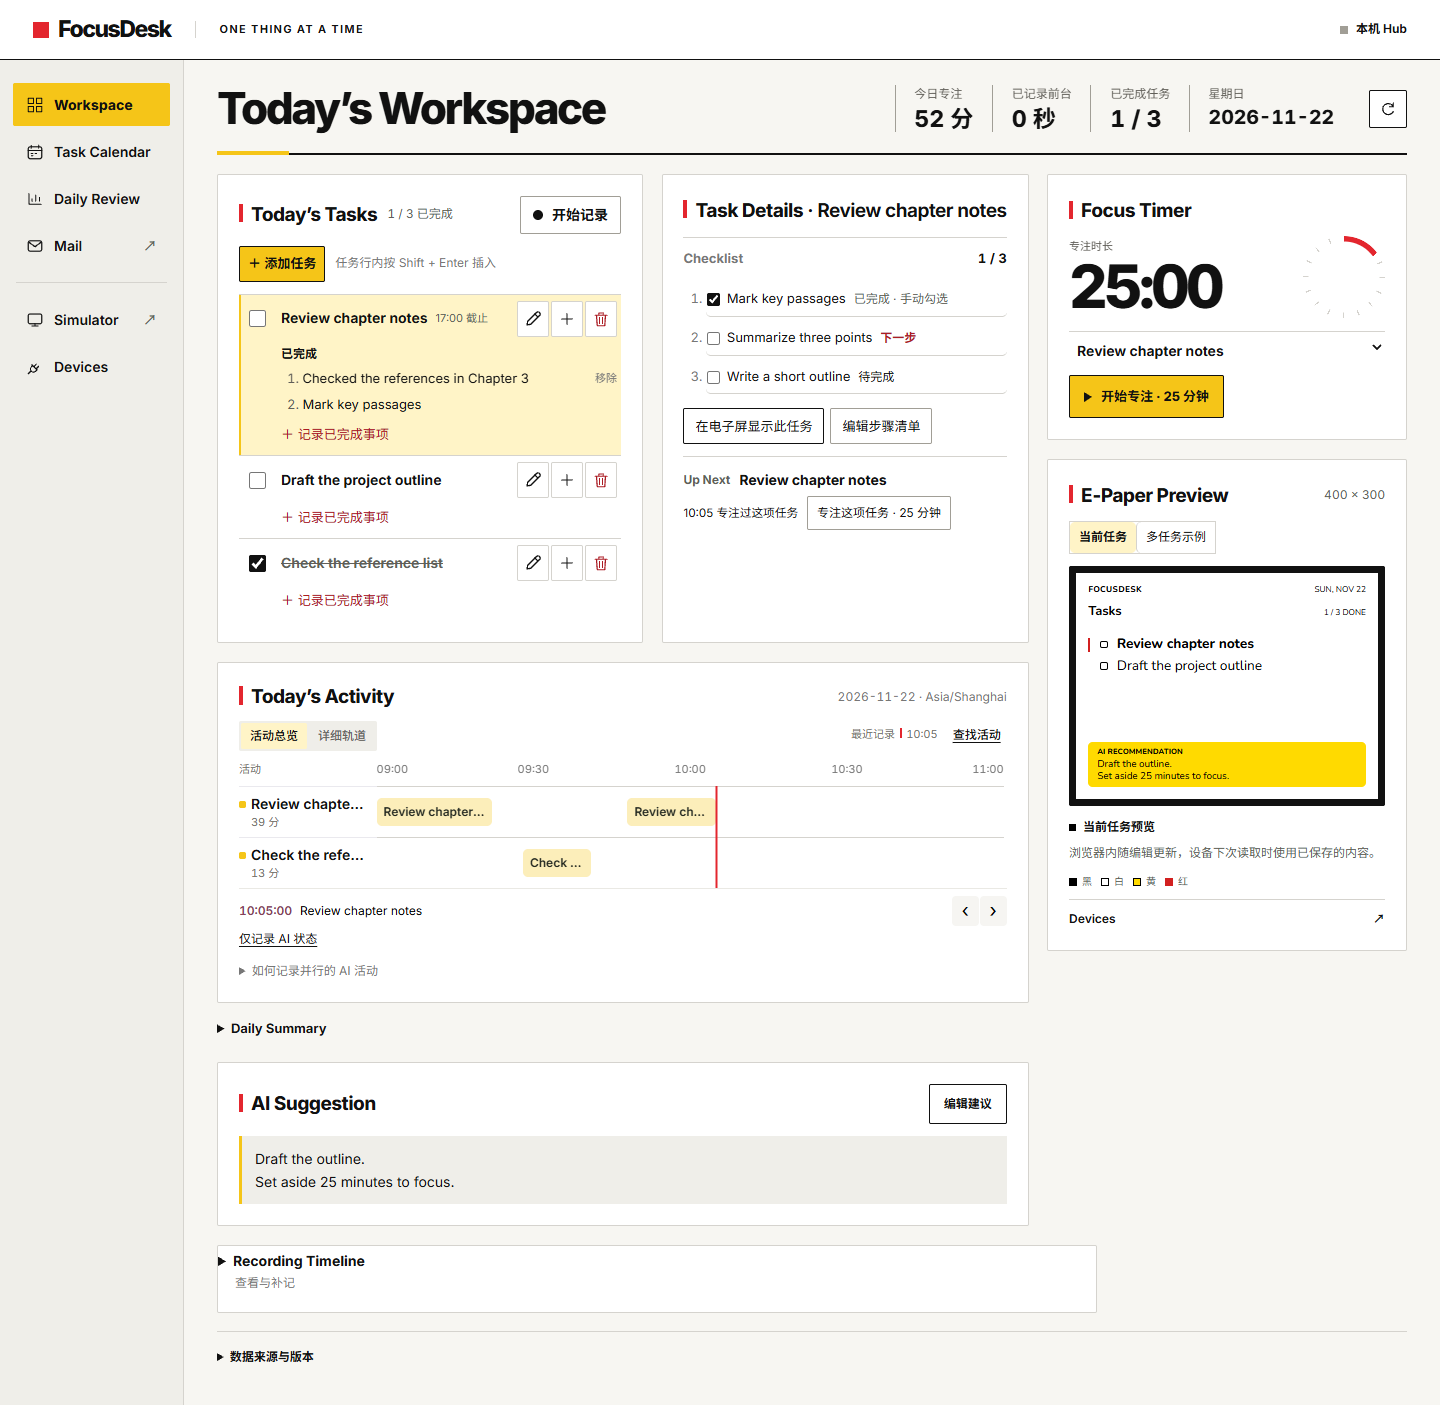 FocusDesk
ONE THING AT A TIME
本机 Hub
Workspace
Task Calendar
Daily Review
Mail
Simulator
Devices
Today’s Workspace
今日专注
52 分
已记录前台
0 秒
已完成任务
1 / 3
星期日
2026-11-22
Today’s Tasks
1 / 3 已完成
开始记录
+ 添加任务
任务行内按 Shift + Enter 插入
Review chapter notes
17:00 截止
已完成
1. Checked the references in Chapter 3
移除
2. Mark key passages
+ 记录已完成事项
Draft the project outline
+ 记录已完成事项
Check the reference list
+ 记录已完成事项
Task Details · Review chapter notes
Checklist
1 / 3
1. Mark key passages 已完成 · 手动勾选
2. Summarize three points 下一步
3. Write a short outline 待完成
在电子屏显示此任务
编辑步骤清单
Up Next Review chapter notes
10:05 专注过这项任务
专注这项任务 · 25 分钟
Focus Timer
专注时长
25:00
Review chapter notes
开始专注 · 25 分钟
E-Paper Preview
400 × 300
当前任务
多任务示例
FOCUSDESK
SUN, NOV 22
Tasks
1 / 3 DONE
Review chapter notes
Draft the project outline
AI RECOMMENDATION
Draft the outline.
Set aside 25 minutes to focus.
当前任务预览
浏览器内随编辑更新，设备下次读取时使用已保存的内容。
黑 白 黄 红
Devices
Today’s Activity
2026-11-22 · Asia/Shanghai
活动总览
详细轨道
最近记录 10:05
查找活动
活动
09:00
09:30
10:00
10:30
11:00
Review chapte...
39 分
Review chapter...
Review ch...
Check the refe...
13 分
Check ...
10:05:00 Review chapter notes
仅记录 AI 状态
如何记录并行的 AI 活动
Daily Summary
AI Suggestion
编辑建议
Draft the outline.
Set aside 25 minutes to focus.
Recording Timeline
查看与补记
数据来源与版本